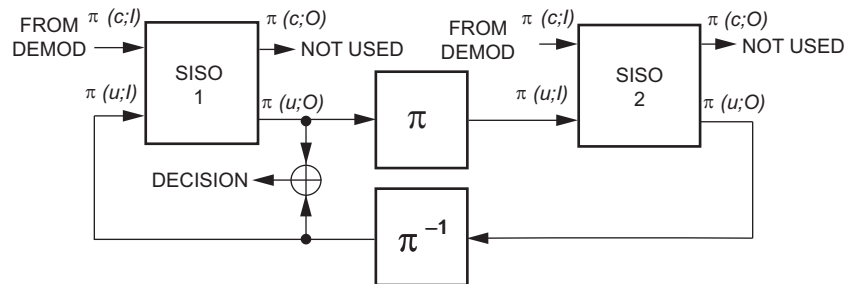 FROM
DEMOD
π (c;I)
π (c;O)
NOT USED
SISO
1
π (u;I)
π (u;O)
π
FROM
DEMOD
π (c;I)
π (c;O)
NOT USED
SISO
2
π (u;I)
π (u;O)
DECISION
π –1